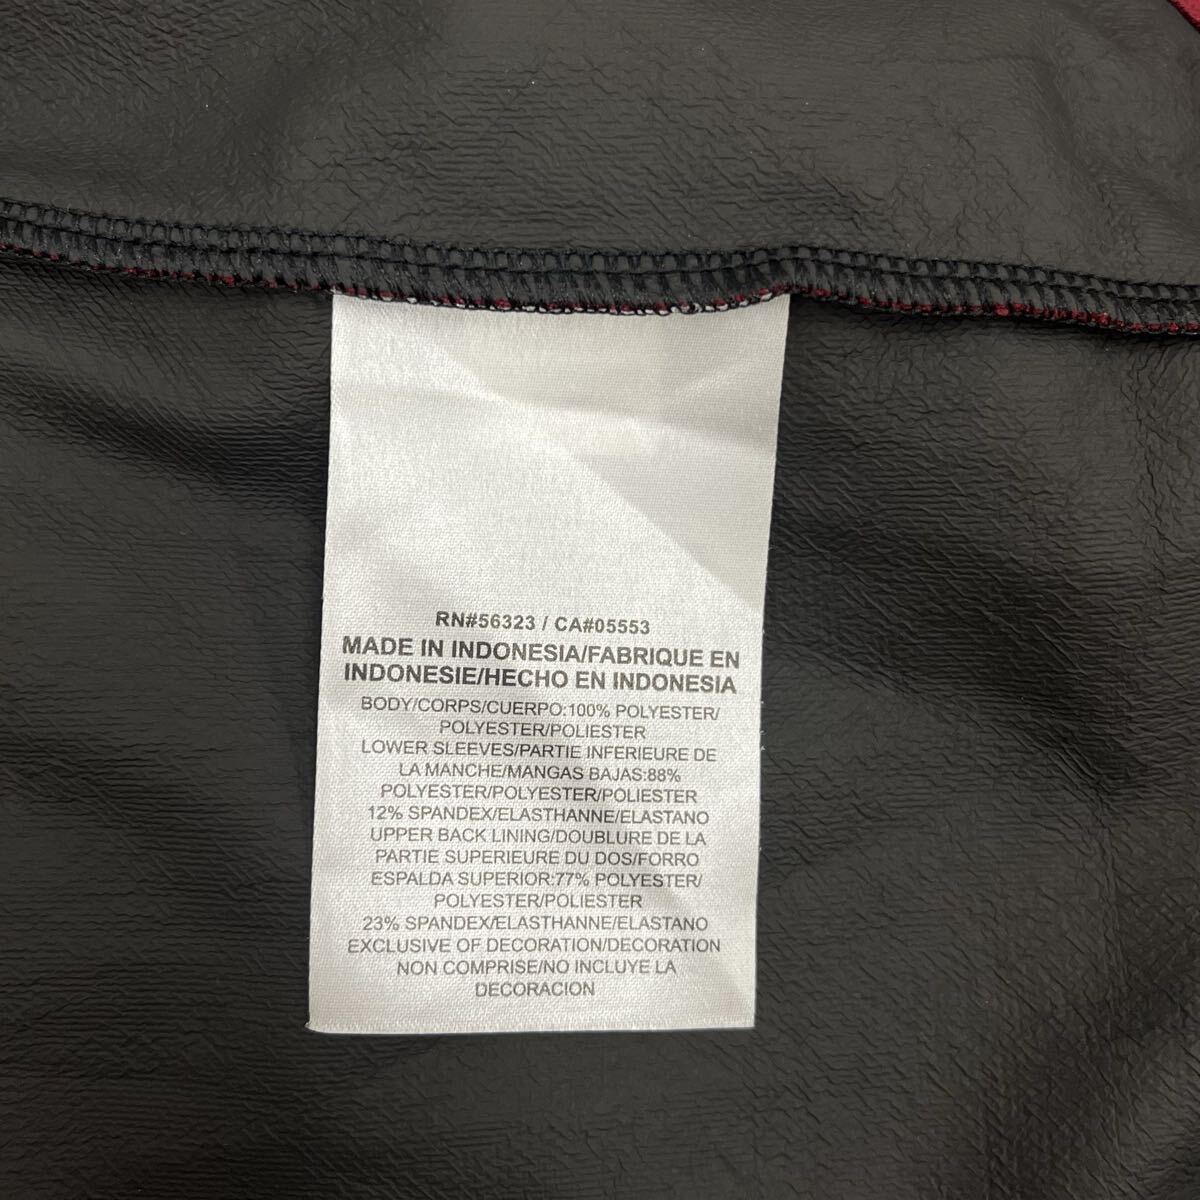 RN#56323 / CA#05553
MADE IN INDONESIA/FABRIQUE EN
INDONESIE/HECHO EN INDONESIA
BODY/CORPS/CUERPO:100% POLYESTER/
POLYESTER/POLIESTER
LOWER SLEEVES/PARTIE INFERIEURE DE
LA MANCHE/MANGAS BAJAS:88%
POLYESTER/POLYESTER/POLIESTER
12% SPANDEX/ELASTHANNE/ELASTANO
UPPER BACK LINING/DOUBLURE DE LA
PARTIE SUPERIEURE DU DOS/FORRO
ESPALDA SUPERIOR:77% POLYESTER/
POLYESTER/POLIESTER
23% SPANDEX/ELASTHANNE/ELASTANO
EXCLUSIVE OF DECORATION/DECORATION
NON COMPRISE/NO INCLUYE LA
DECORACION